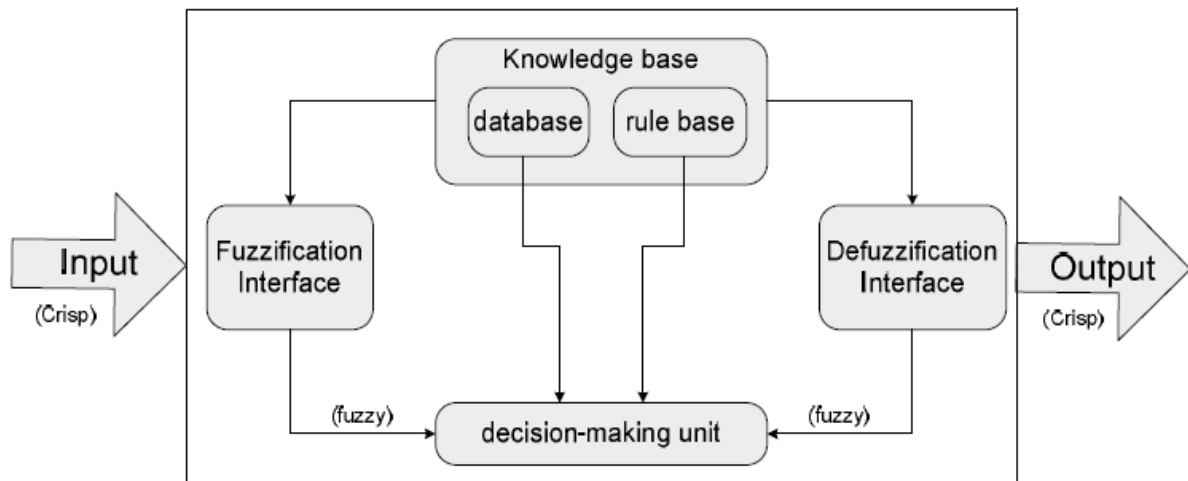 Knowledge base
database
rule base
Input
(Crisp)
Fuzzification
Interface
Defuzzification
Interface
Output
(Crisp)
(fuzzy)
decision-making unit
(fuzzy)